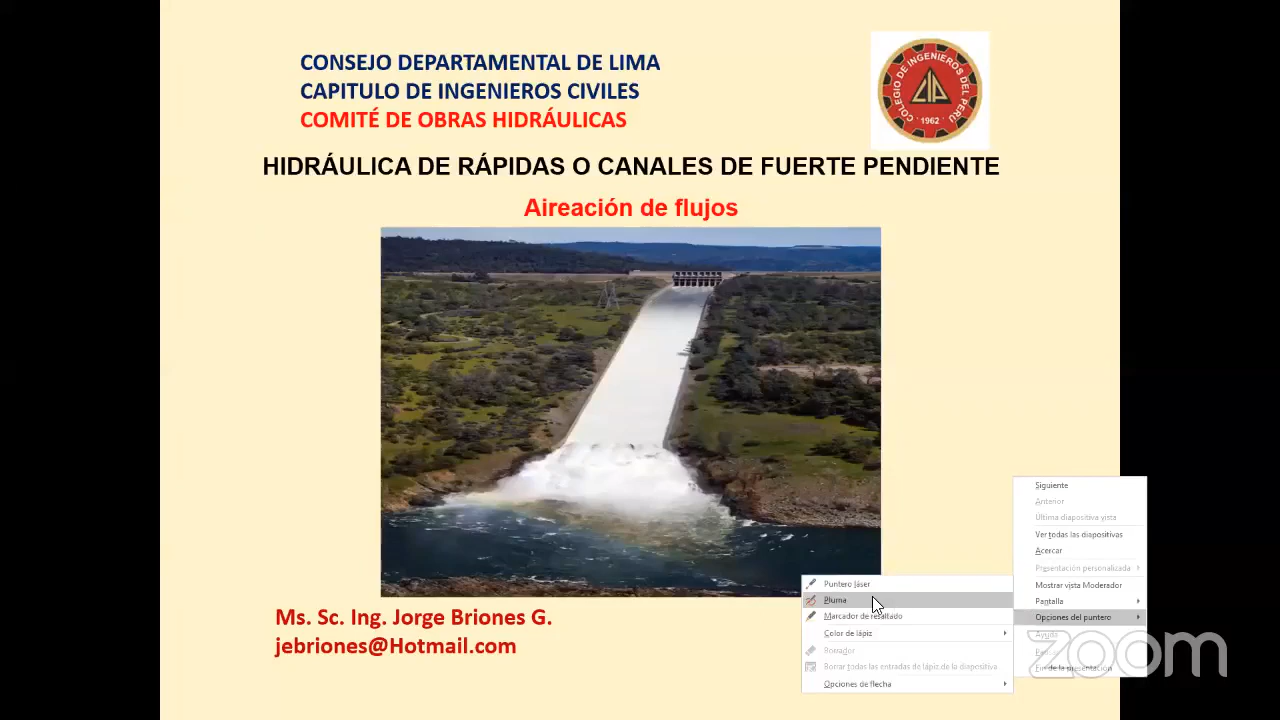 CONSEJO DEPARTAMENTAL DE LIMA
CAPITULO DE INGENIEROS CIVILES
COMITÉ DE OBRAS HIDRÁULICAS
COLEGIO DE INGENIEROS DEL PERÚ
CIP
· 1962 ·
HIDRÁULICA DE RÁPIDAS O CANALES DE FUERTE PENDIENTE
Aireación de flujos
Ms. Sc. Ing. Jorge Briones G.
jebriones@Hotmail.com
Siguiente
Anterior
Última diapositiva vista
Ver todas las diapositivas
Acercar
Presentación personalizada
Mostrar vista Moderador
Pantalla
Opciones del puntero
Ayuda
Fin de la presentación
Puntero láser
Pluma
Marcador de resaltado
Color de lápiz
Borrador
Borrar todas las entradas de lápiz de la diapositiva
Opciones de flecha
zoom